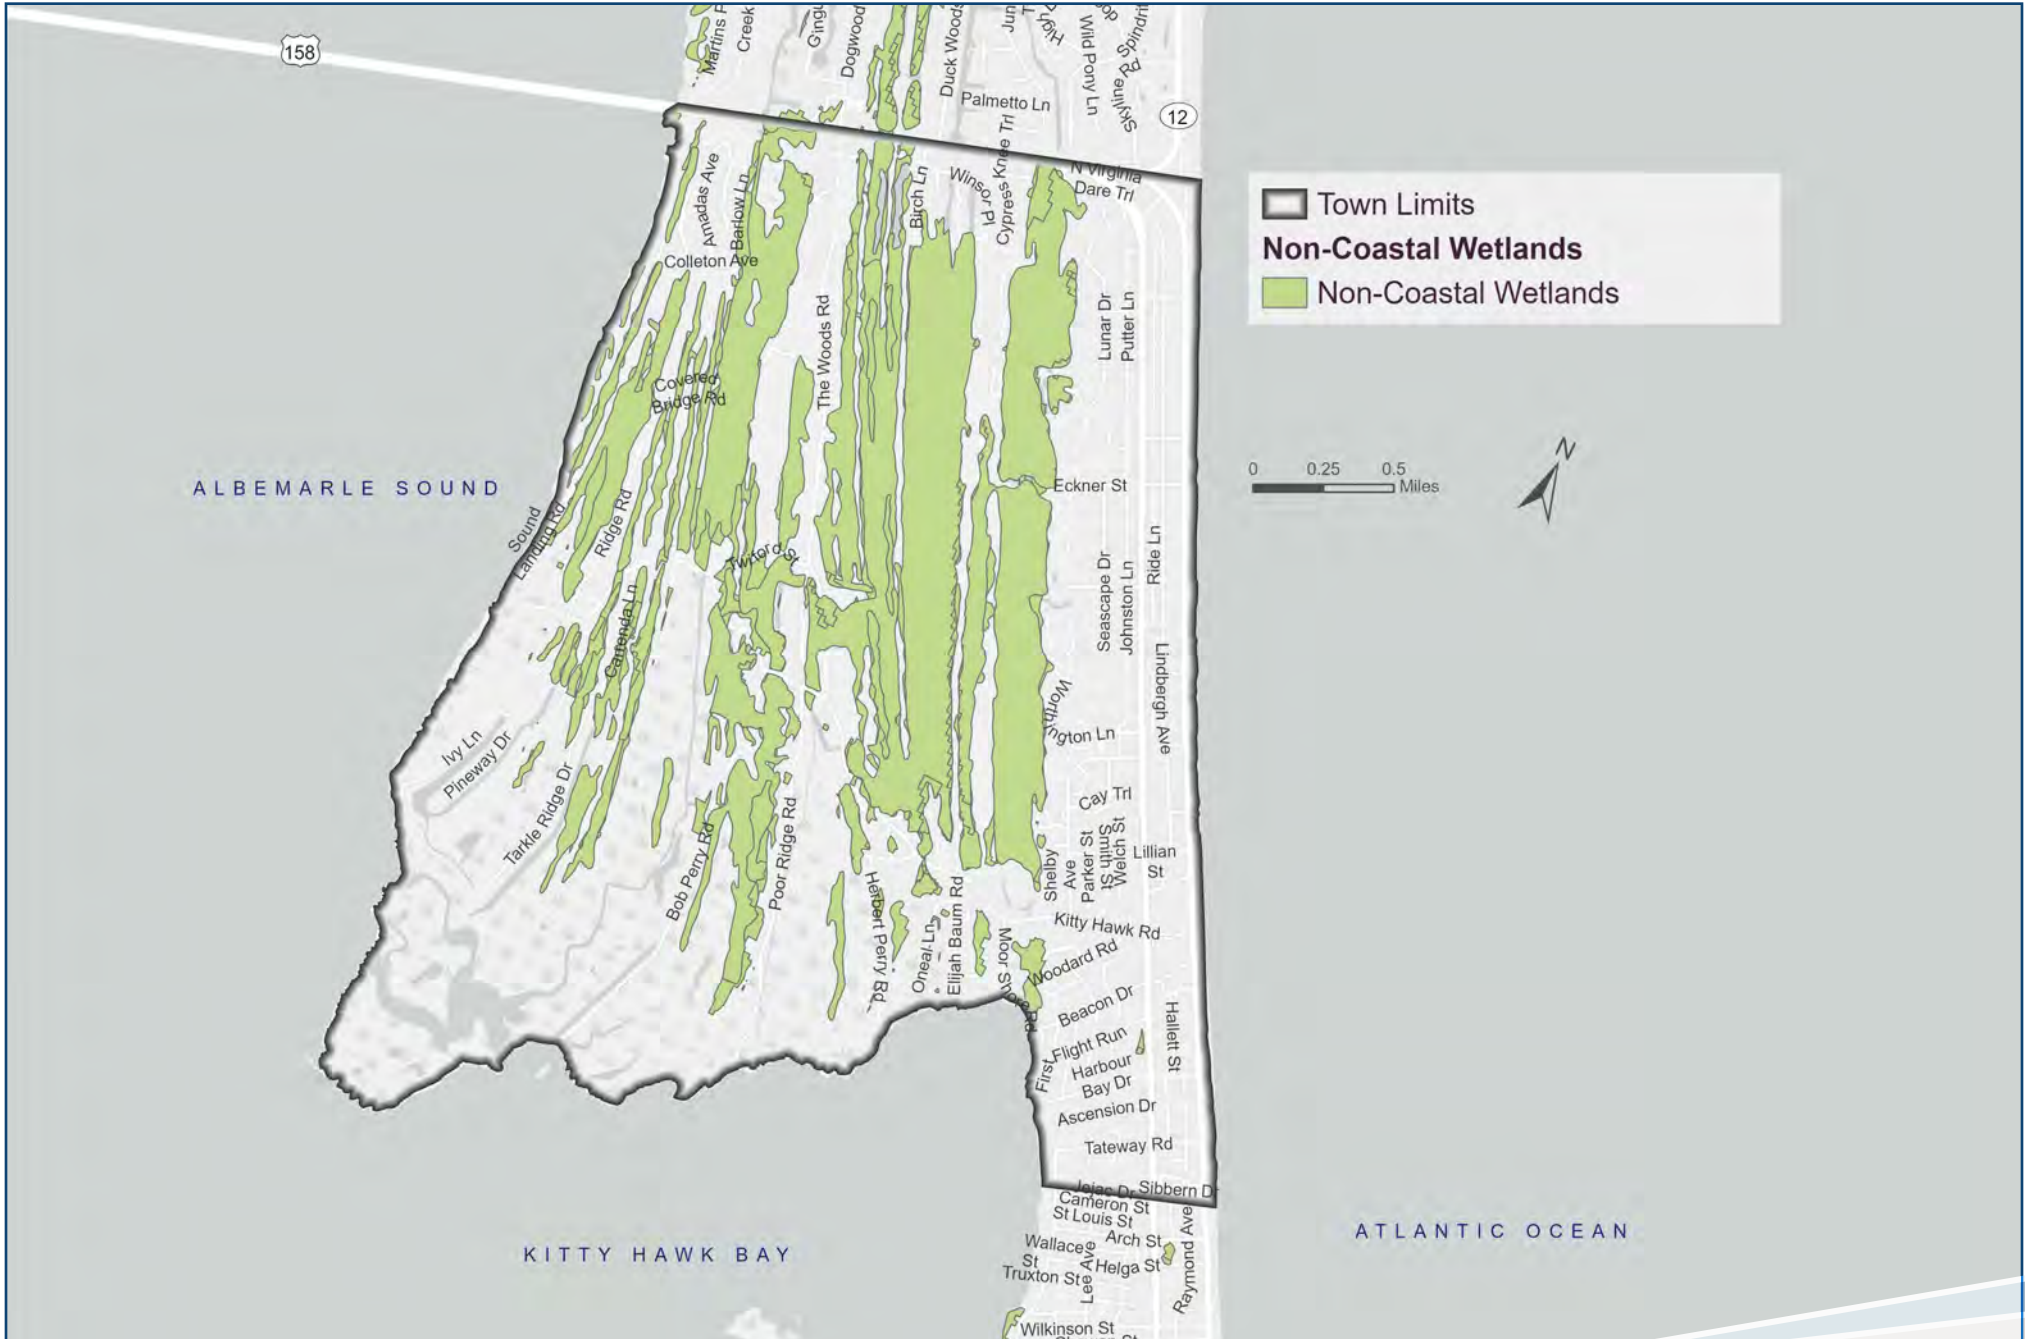 158
Martins
Creek
Dogwood
Duck Woods
Wild Pony Ln
Skyline
Rd
Spindrift
Palmetto Ln
12
N Virginia
Dare Trl
Cypress Knee Trl
Winsor Pl
Birch Ln
Amadas Ave
Barlow Ln
Colleton Ave
The Woods Rd
Lunar Dr
Putter Ln
Covered
Bridge Rd
Town Limits
Non-Coastal Wetlands
Non-Coastal Wetlands
0 0.25 0.5
Miles
N
ALBEMARLE SOUND
Eckner St
Sound
Landing Rd
Ridge Rd
Twiford St
Ride Ln
Seascape Dr
Johnston Ln
Lindbergh Ave
Worthington Ln
Ivy Ln
Pineway Dr
Tarkle Ridge Dr
Bob Perry Rd
Poor Ridge Rd
Cay Trl
Shelby
Ave
Parker St
Smith St
Welch St
Lillian
St
Herbert Perry Rd
Oneal Ln
Elijah Baum Rd
Moor Shore Rd
Kitty Hawk Rd
Woodard Rd
Beacon Dr
First Flight Run
Harbour
Bay Dr
Hallett St
Ascension Dr
Tateway Rd
Jejac Dr
Sibbern Dr
Cameron St
St Louis St
Arch St
Wallace
St
Helga St
Truxton St
Lee Ave
Raymond Ave
Wilkinson St
KITTY HAWK BAY
ATLANTIC OCEAN